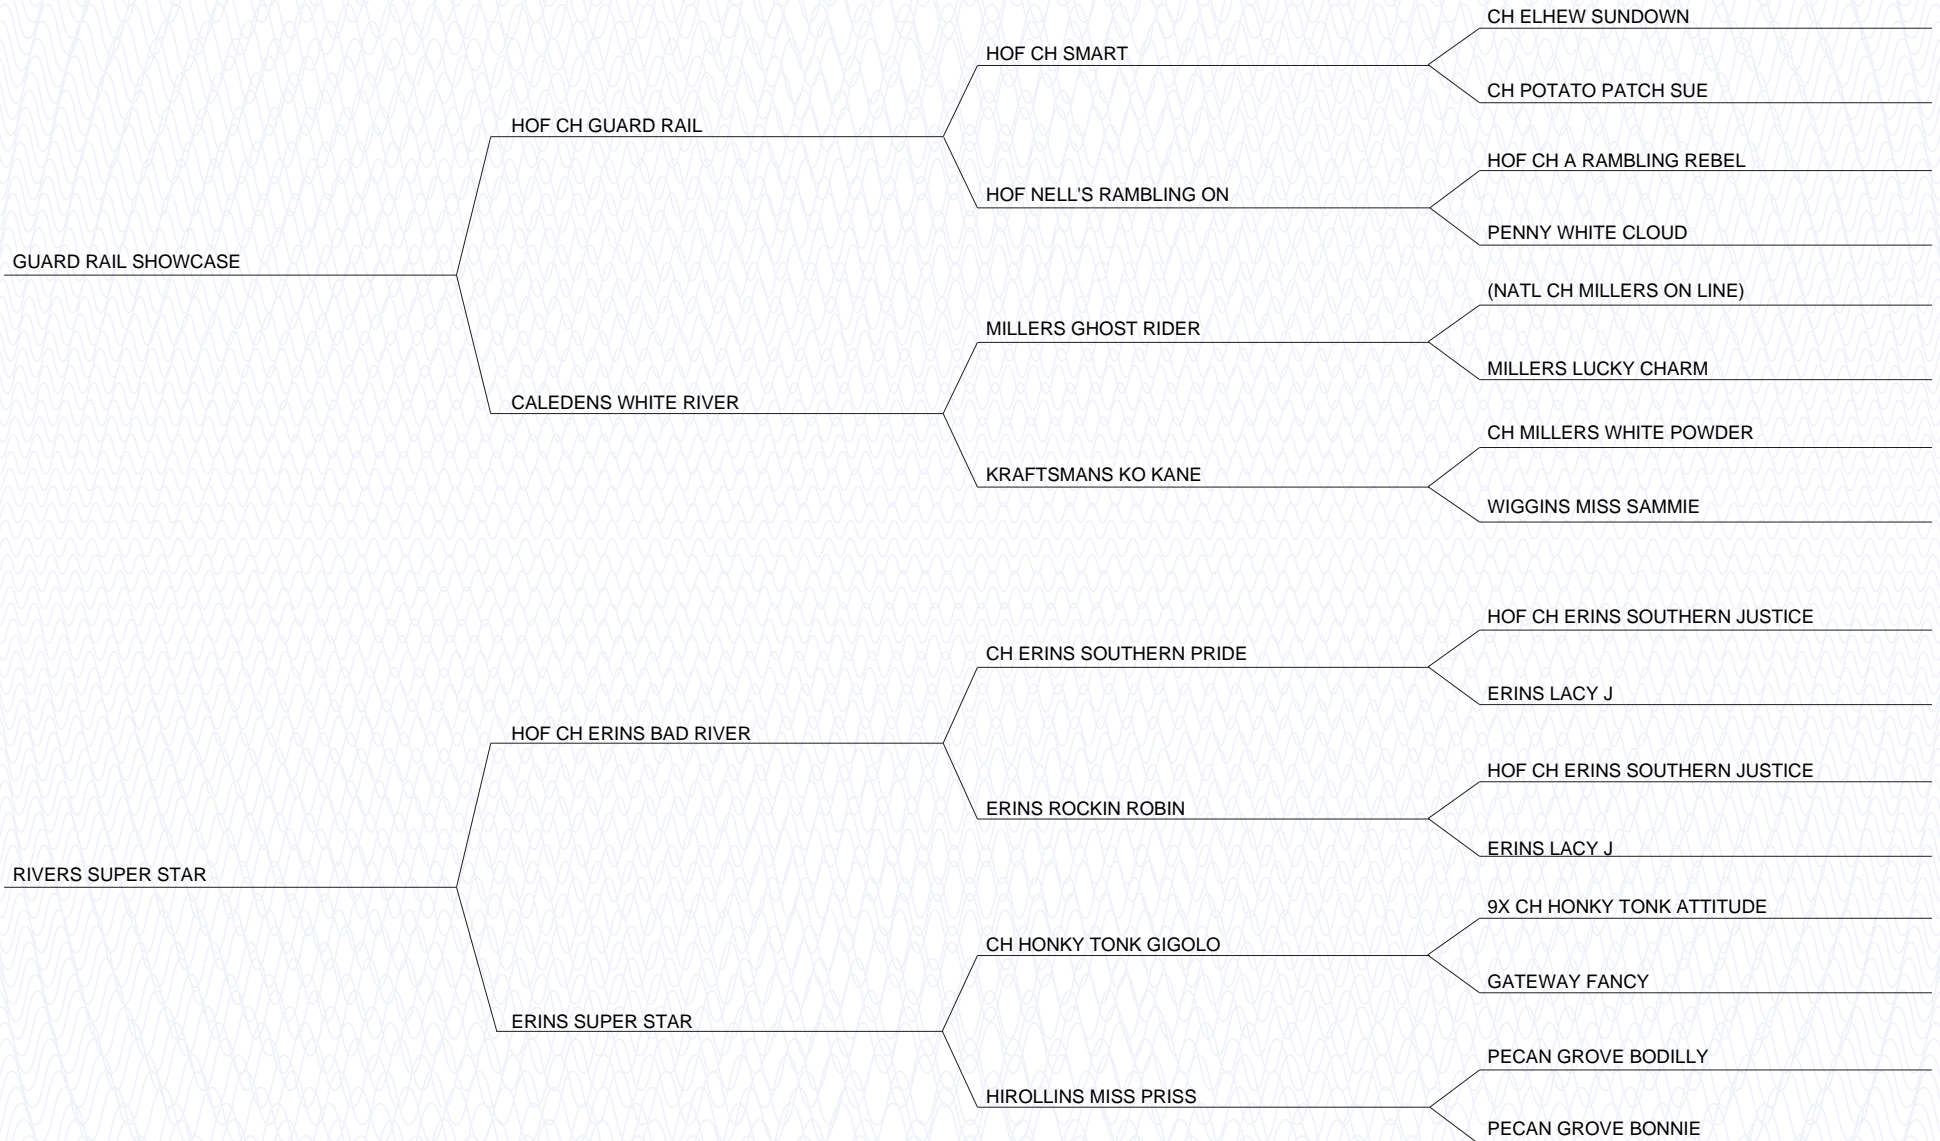 CH ELHEW SUNDOWN
HOF CH SMART
CH POTATO PATCH SUE
HOF CH GUARD RAIL
HOF CH A RAMBLING REBEL
HOF NELL'S RAMBLING ON
PENNY WHITE CLOUD
GUARD RAIL SHOWCASE
(NATL CH MILLERS ON LINE)
MILLERS GHOST RIDER
MILLERS LUCKY CHARM
CALEDENS WHITE RIVER
CH MILLERS WHITE POWDER
KRAFTSMANS KO KANE
WIGGINS MISS SAMMIE
HOF CH ERINS SOUTHERN JUSTICE
CH ERINS SOUTHERN PRIDE
ERINS LACY J
HOF CH ERINS BAD RIVER
HOF CH ERINS SOUTHERN JUSTICE
ERINS ROCKIN ROBIN
ERINS LACY J
RIVERS SUPER STAR
9X CH HONKY TONK ATTITUDE
CH HONKY TONK GIGOLO
GATEWAY FANCY
ERINS SUPER STAR
PECAN GROVE BODILLY
HIROLLINS MISS PRISS
PECAN GROVE BONNIE